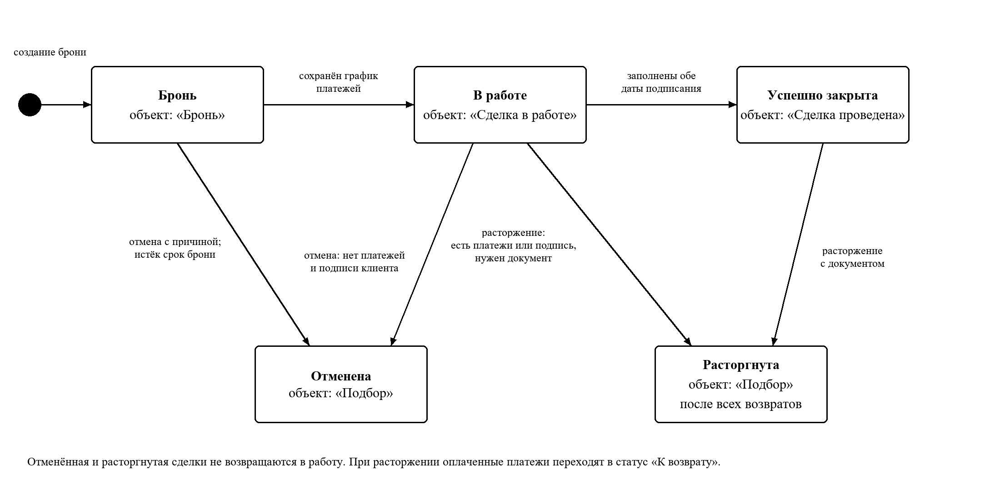 создание брони
Бронь
объект: «Бронь»
сохранён график
платежей
В работе
объект: «Сделка в работе»
заполнены обе
даты подписания
Успешно закрыта
объект: «Сделка проведена»
отмена с причиной;
истёк срок брони
отмена: нет платежей
и подписи клиента
расторжение:
есть платежи или подпись,
нужен документ
расторжение
с документом
Отменена
объект: «Подбор»
Расторгнута
объект: «Подбор»
после всех возвратов
Отменённая и расторгнутая сделки не возвращаются в работу. При расторжении оплаченные платежи переходят в статус «К возврату».